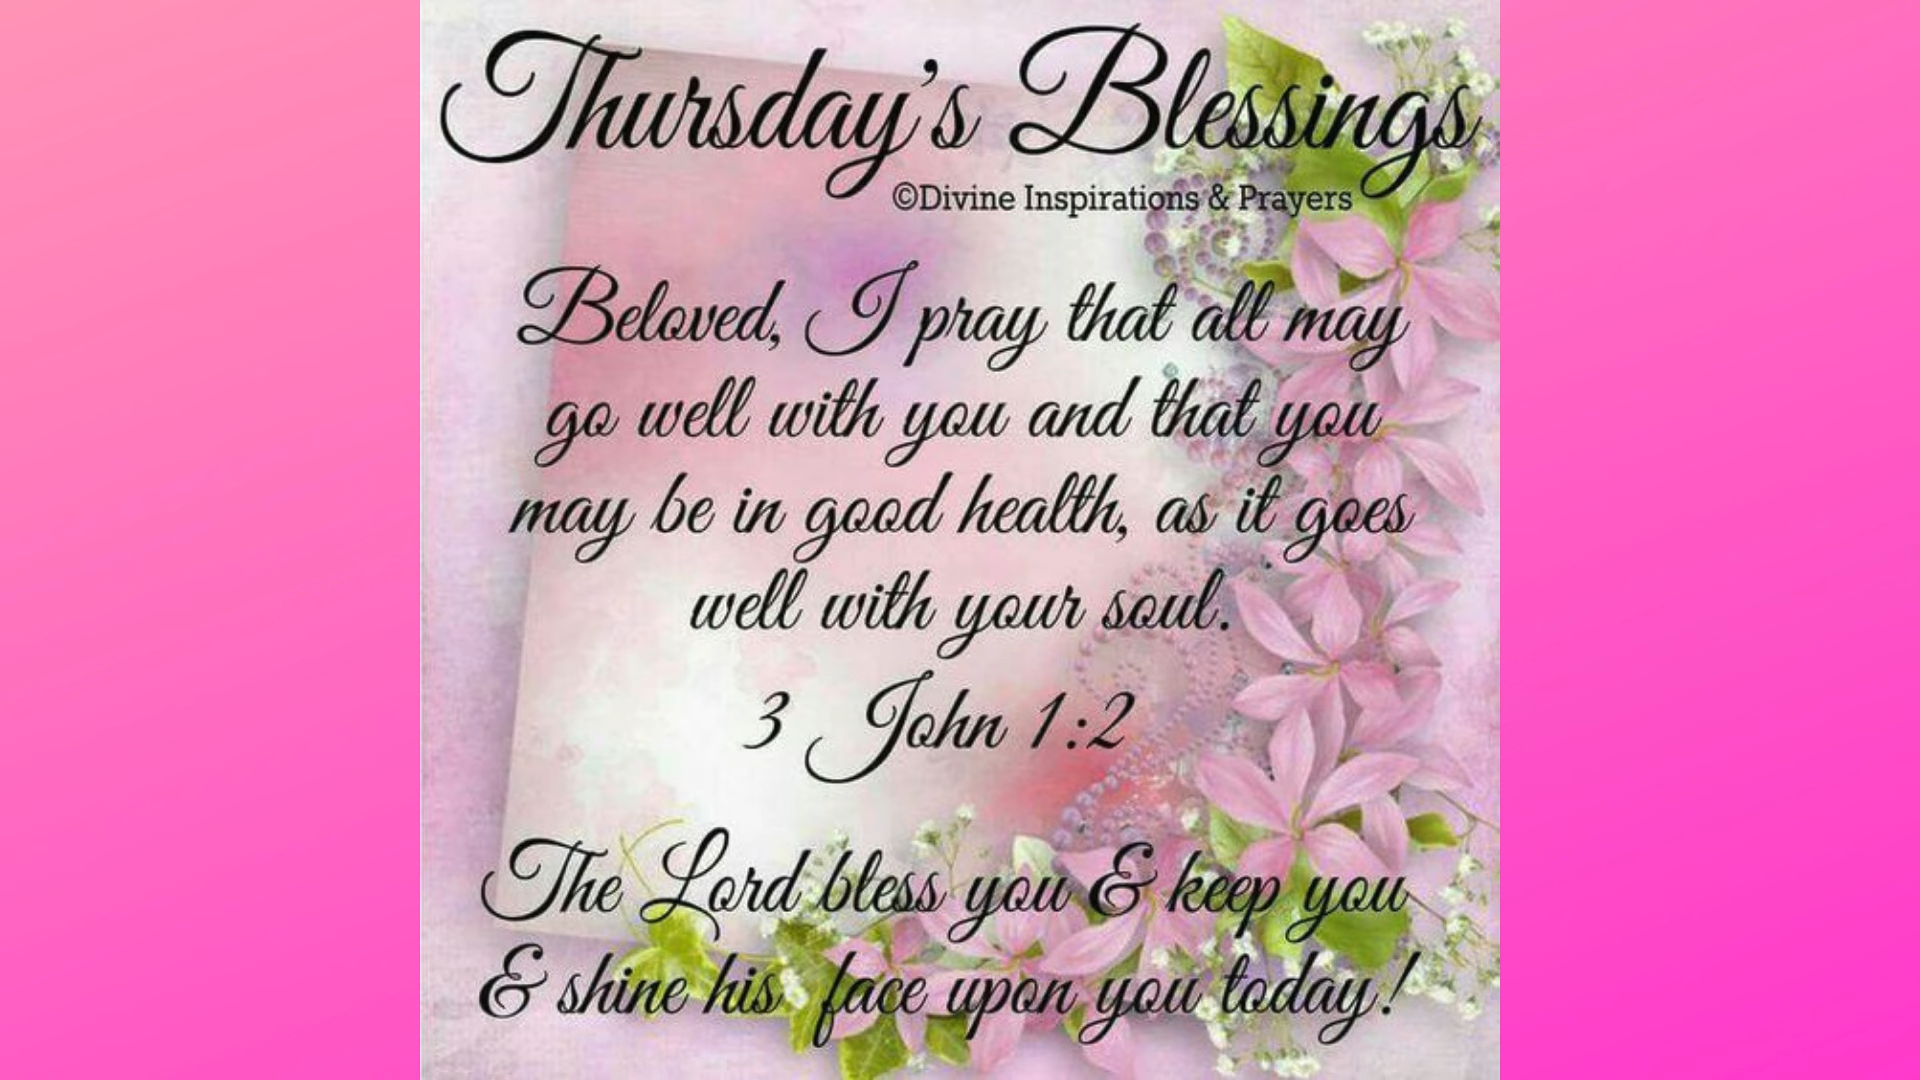 Thursday's Blessings
©Divine Inspirations & Prayers
Beloved, I pray that all may
go well with you and that you
may be in good health, as it goes
well with your soul.
3 John 1:2
The Lord bless you & keep you
& shine his face upon you today!